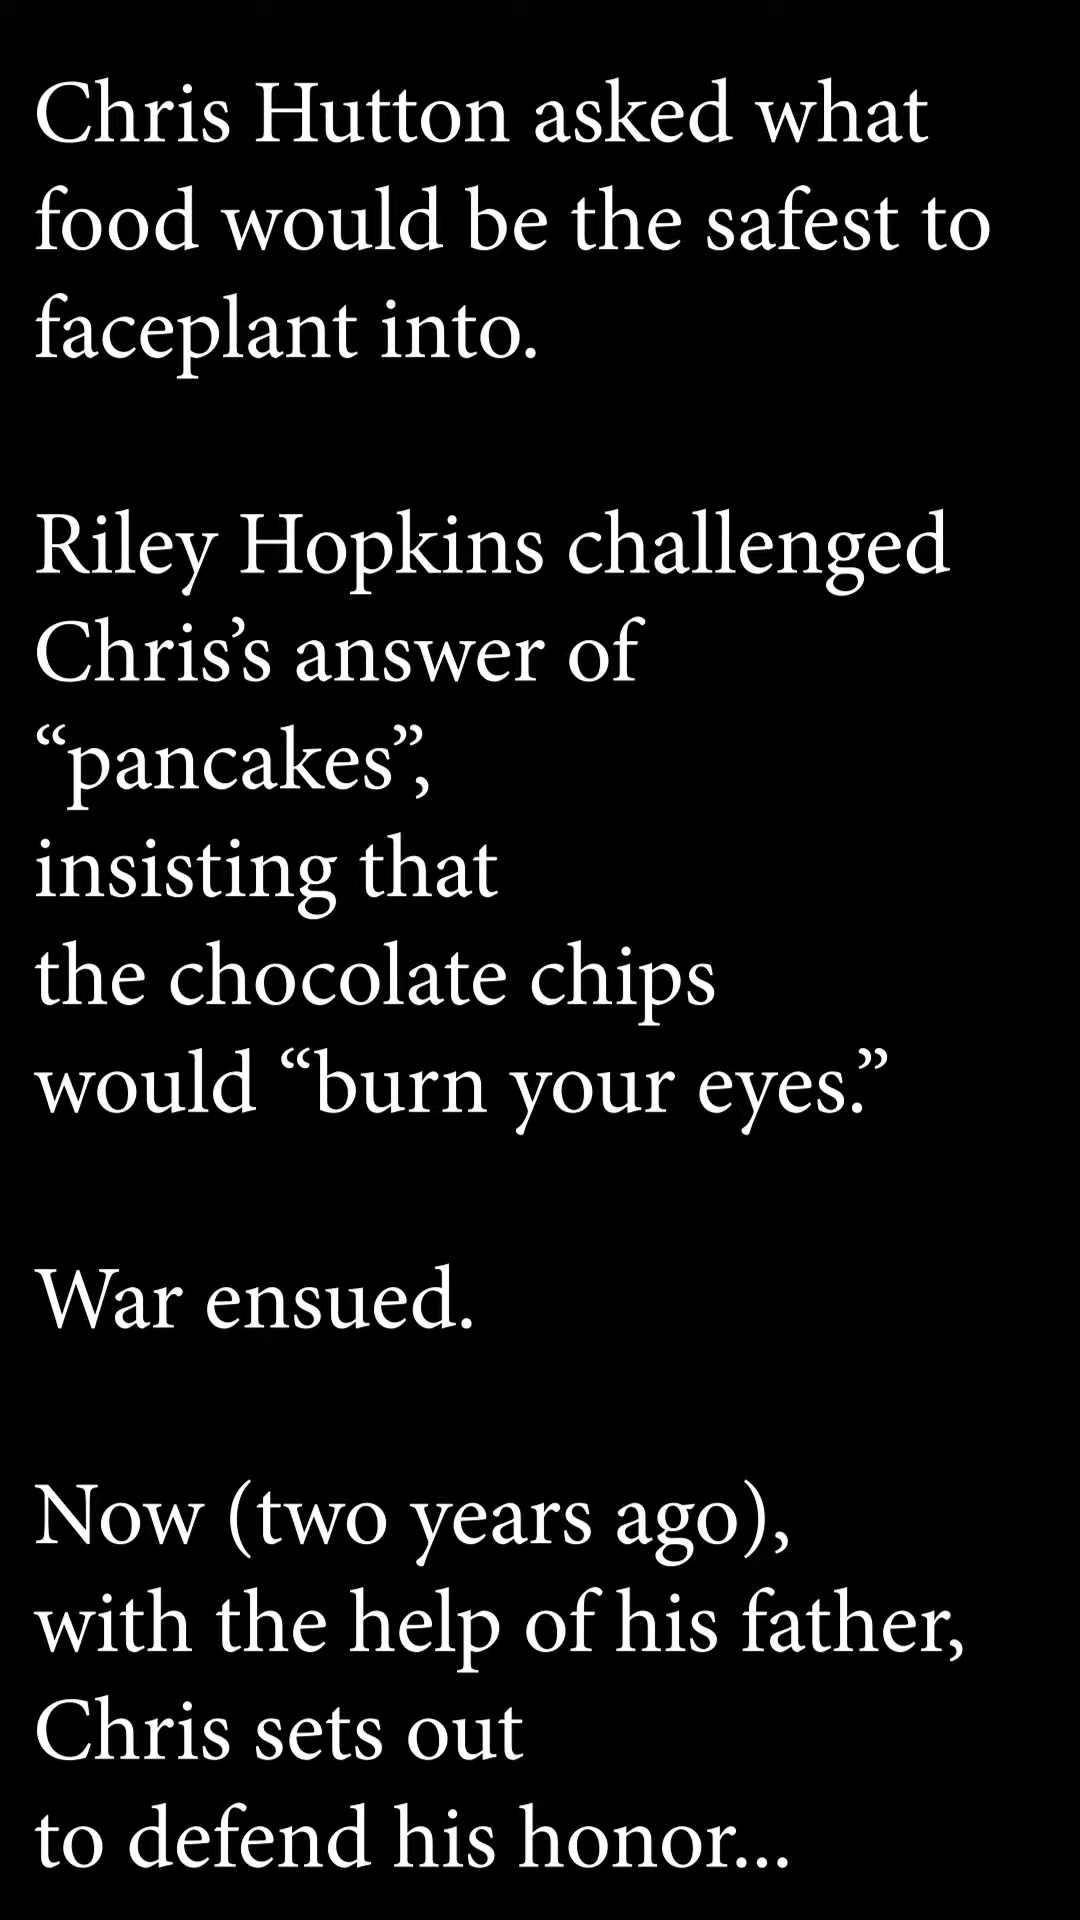 Chris Hutton asked what
food would be the safest to
faceplant into.
Riley Hopkins challenged
Chris’s answer of
“pancakes”,
insisting that
the chocolate chips
would “burn your eyes.”
War ensued.
Now (two years ago),
with the help of his father,
Chris sets out
to defend his honor...